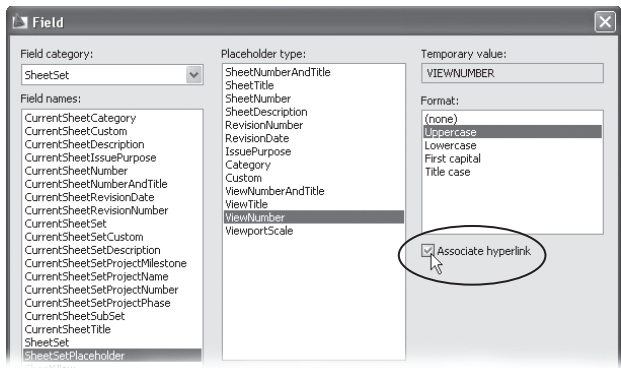 Field
Field category:
SheetSet
Field names:
CurrentSheetCategory
CurrentSheetCustom
CurrentSheetDescription
CurrentSheetIssuePurpose
CurrentSheetNumber
CurrentSheetNumberAndTitle
CurrentSheetRevisionDate
CurrentSheetRevisionNumber
CurrentSheetSet
CurrentSheetSetCustom
CurrentSheetSetDescription
CurrentSheetSetProjectMilestone
CurrentSheetSetProjectName
CurrentSheetSetProjectNumber
CurrentSheetSetProjectPhase
CurrentSheetSubSet
CurrentSheetTitle
SheetSet
SheetSetPlaceholder
Placeholder type:
SheetNumberAndTitle
SheetTitle
SheetNumber
SheetDescription
RevisionNumber
RevisionDate
IssuePurpose
Category
Custom
ViewNumberAndTitle
ViewTitle
ViewNumber
ViewportScale
Temporary value:
VIEWNUMBER
Format:
(none)
Uppercase
Lowercase
First capital
Title case
Associate hyperlink